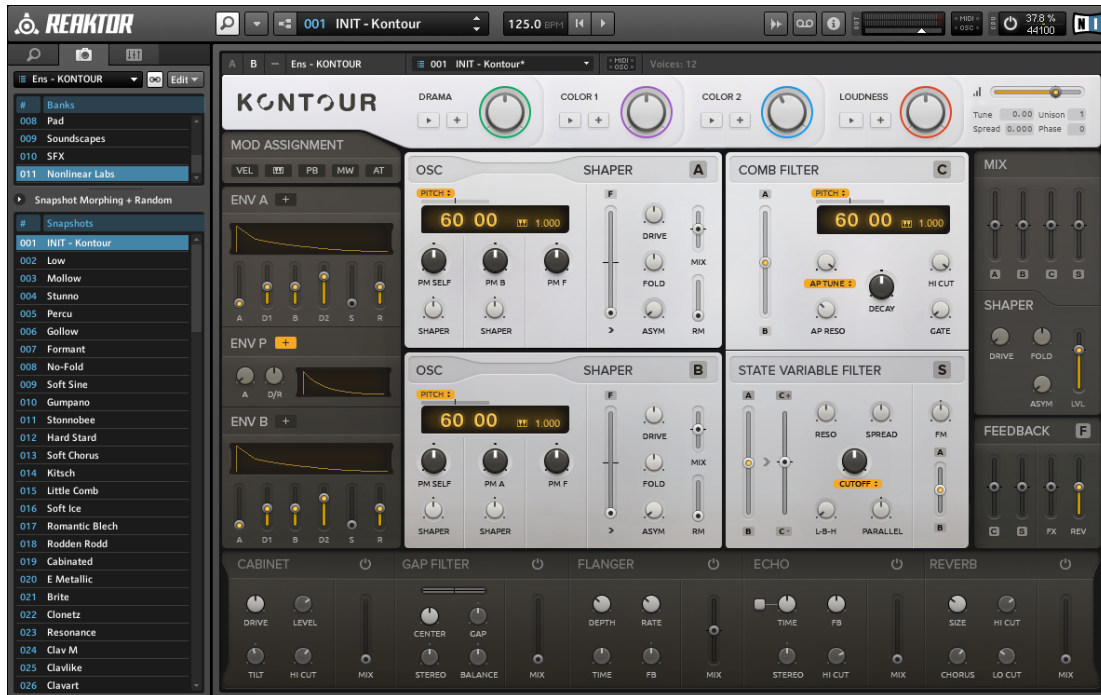 REAKTOR
001 INIT - Kontour
125.0 BPM
OUT
MIDI
OSC
CPU
37.8 %
44100
NI
Ens - KONTOUR
Edit
# Banks
008 Pad
009 Soundscapes
010 SFX
011 Nonlinear Labs
Snapshot Morphing + Random
# Snapshots
001 INIT - Kontour
002 Low
003 Mollow
004 Stunno
005 Percu
006 Gollow
007 Formant
008 No-Fold
009 Soft Sine
010 Gumpano
011 Stonnobee
012 Hard Stard
013 Soft Chorus
014 Kitsch
015 Little Comb
016 Soft Ice
017 Romantic Blech
018 Rodden Rodd
019 Cabinated
020 E Metallic
021 Brite
022 Clonetz
023 Resonance
024 Clav M
025 Clavlike
026 Clavart
A B Ens - KONTOUR 001 INIT - Kontour* MIDI OSC Voices: 12
KONTOUR
DRAMA
COLOR 1
COLOR 2
LOUDNESS
Tune 0.00 Unison 1
Spread 0.000 Phase 0
MOD ASSIGNMENT
VEL PB MW AT
ENV A +
A D1 B D2 S R
ENV P +
A D/R
ENV B +
A D1 B D2 S R
OSC SHAPER A
PITCH F
60 00 1.000
DRIVE
MIX
PM SELF PM B PM F FOLD
SHAPER SHAPER > ASYM RM
OSC SHAPER B
PITCH F
60 00 1.000
DRIVE
MIX
PM SELF PM A PM F FOLD
SHAPER SHAPER > ASYM RM
COMB FILTER C
A PITCH
60 00 1.000
AP TUNE DECAY HI CUT
B AP RESO GATE
STATE VARIABLE FILTER S
A C+
RESO SPREAD FM
> A
CUTOFF
B C- L-B-H PARALLEL B
MIX
A B C S
SHAPER
DRIVE FOLD
ASYM LVL
FEEDBACK F
C S FX REV
CABINET
DRIVE LEVEL
TILT HI CUT MIX
GAP FILTER
CENTER GAP
STEREO BALANCE MIX
FLANGER
DEPTH RATE
TIME FB MIX
ECHO
TIME FB
STEREO HI CUT MIX
REVERB
SIZE HI CUT
CHORUS LO CUT MIX